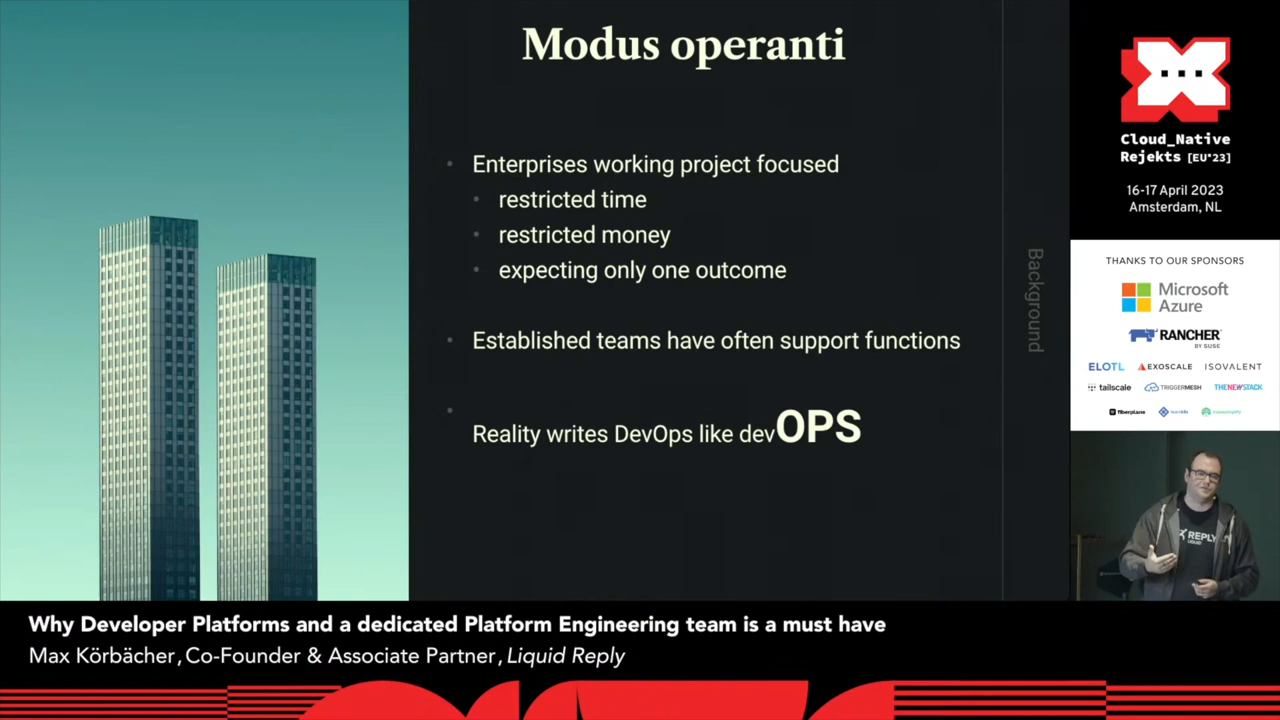 Modus operanti
Enterprises working project focused
restricted time
restricted money
expecting only one outcome
Established teams have often support functions
Reality writes DevOps like devOPS
Background
Cloud_Native
Rejekts [EU'23]
16-17 April 2023
Amsterdam, NL
THANKS TO OUR SPONSORS
Microsoft
Azure
RANCHER
BY SUSE
ELOTL EXOSCALE ISOVALENT
tailscale TRIGGERMESH THENEWSTACK
fiberplane
REPLY
LIQUID
Why Developer Platforms and a dedicated Platform Engineering team is a must have
Max Körbächer, Co-Founder & Associate Partner, Liquid Reply